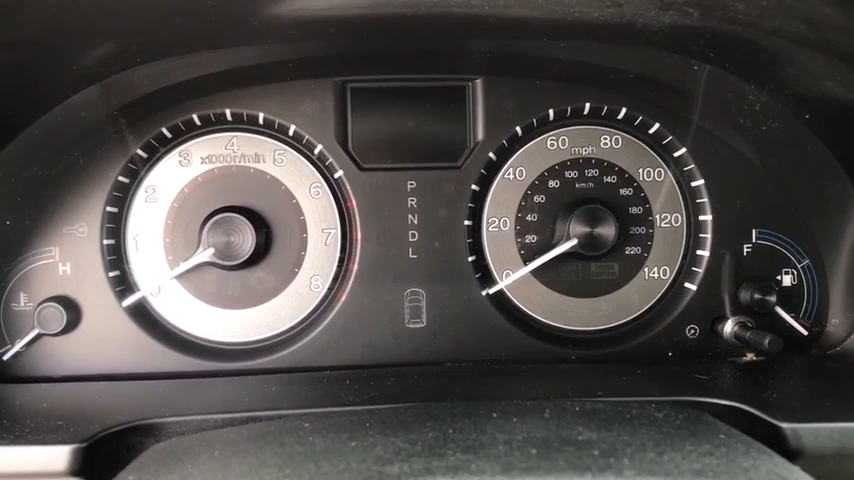 4
3 5
x1000r/min
2 6
1 7
0 8
H
P
R
N
D
L
60 80
mph
40 100
20 120
0 140
100 120
80 140
km/h
60 160
40 180
200
20 220
F